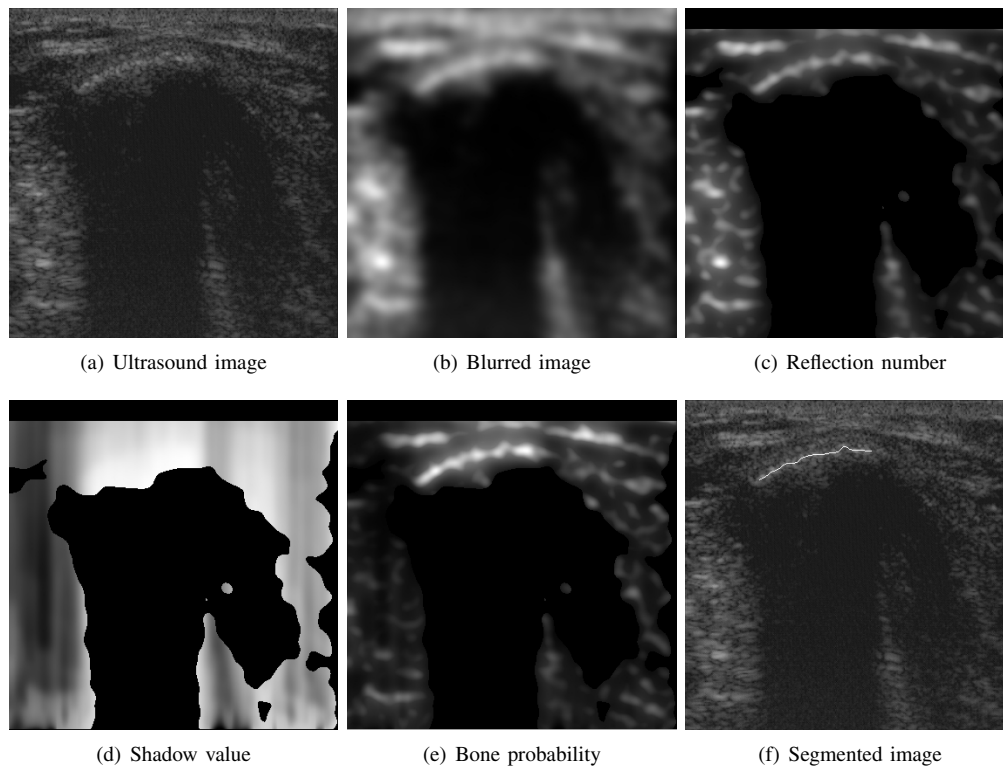 (a) Ultrasound image
(b) Blurred image
(c) Reflection number
(d) Shadow value
(e) Bone probability
(f) Segmented image